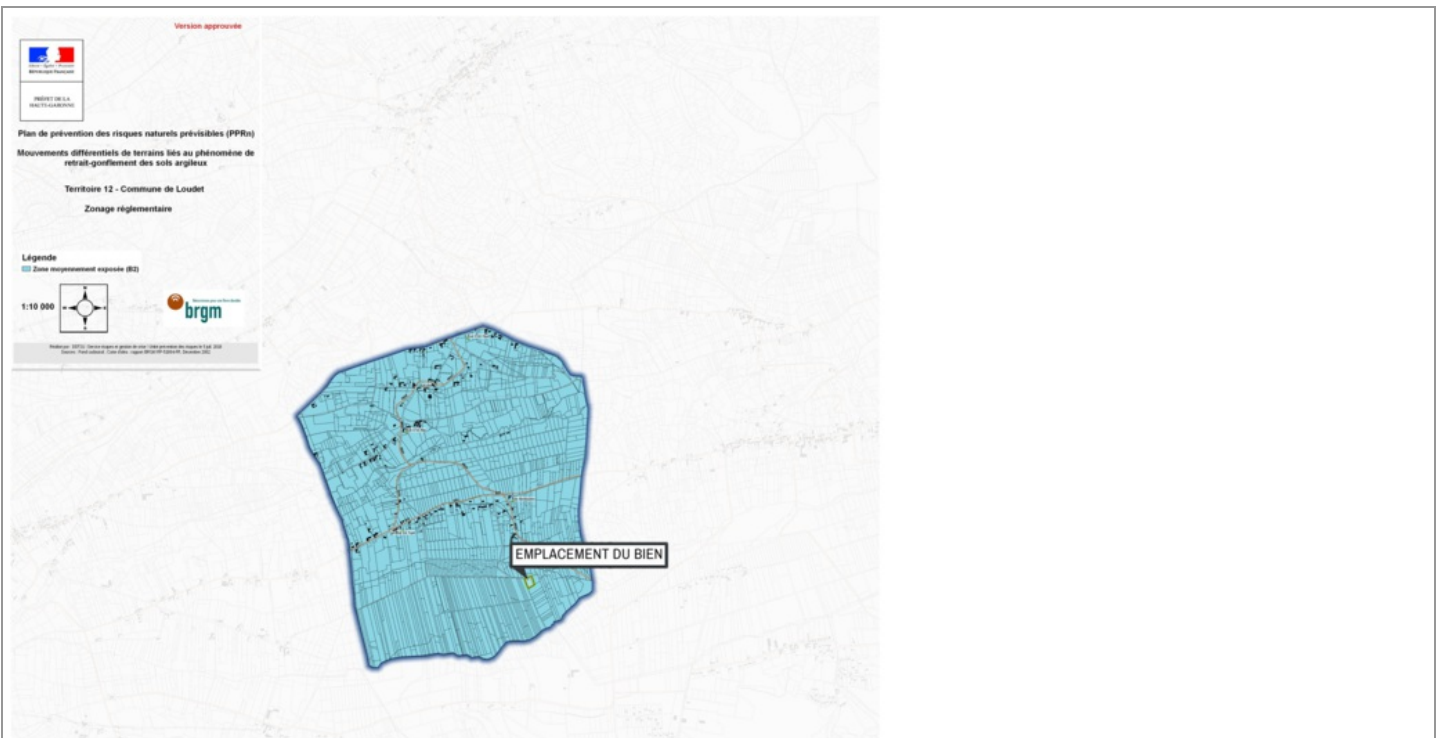 Version approuvée
RÉPUBLIQUE FRANÇAISE
PRÉFET DE LA
HAUTE-GARONNE
Plan de prévention des risques naturels prévisibles (PPRn)
Mouvements différentiels de terrains liés au phénomène de
retrait-gonflement des sols argileux
Territoire 12 - Commune de Loudet
Zonage réglementaire
Légende
Zone moyennement exposée (B2)
1:10 000
brgm
EMPLACEMENT DU BIEN